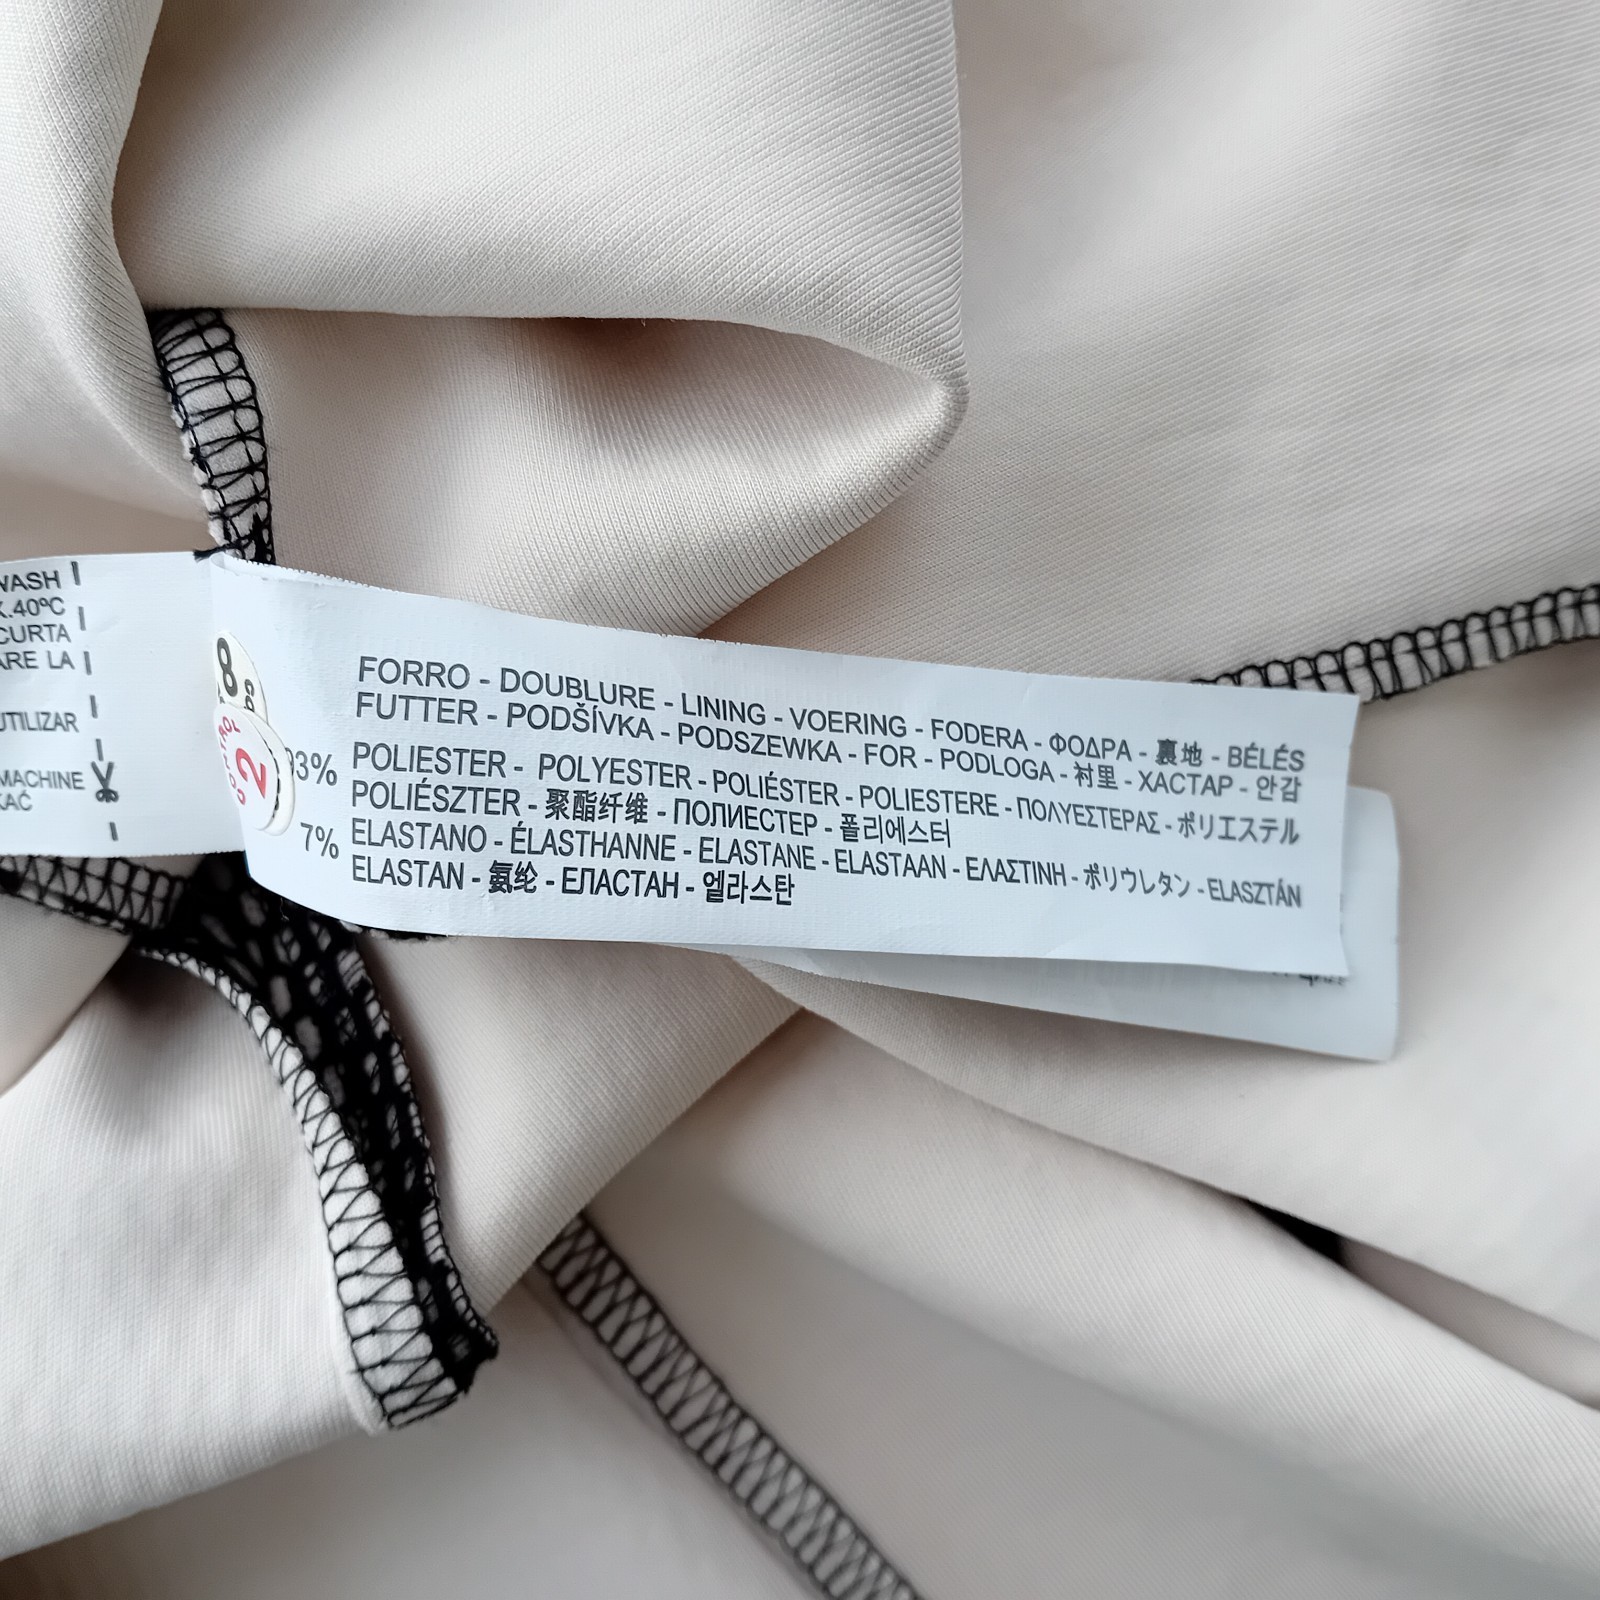 WASH
.40ºC
CURTA
ARE LA
UTILIZAR
MACHINE
8
2
FORRO - DOUBLURE - LINING - VOERING - FODERA - ΦΟΔΡΑ - 裏地 - BÉLÉS
FUTTER - PODŠÍVKA - PODSZEWKA - FOR - PODLOGA - 衬里 - ХАСТАР - 안감
93% POLIESTER - POLYESTER - POLIÉSTER - POLIESTERE - ΠΟΛΥΕΣΤΕΡΑΣ - ポリエステル
POLIÉSZTER - 聚酯纤维 - ПОЛИЕСТЕР - 폴리에스터
7% ELASTANO - ÉLASTHANNE - ELASTANE - ELASTAAN - ΕΛΑΣΤΙΝΗ - ポリウレタン - ELASZTÁN
ELASTAN - 氨纶 - ЕЛАСТАН - 엘라스탄